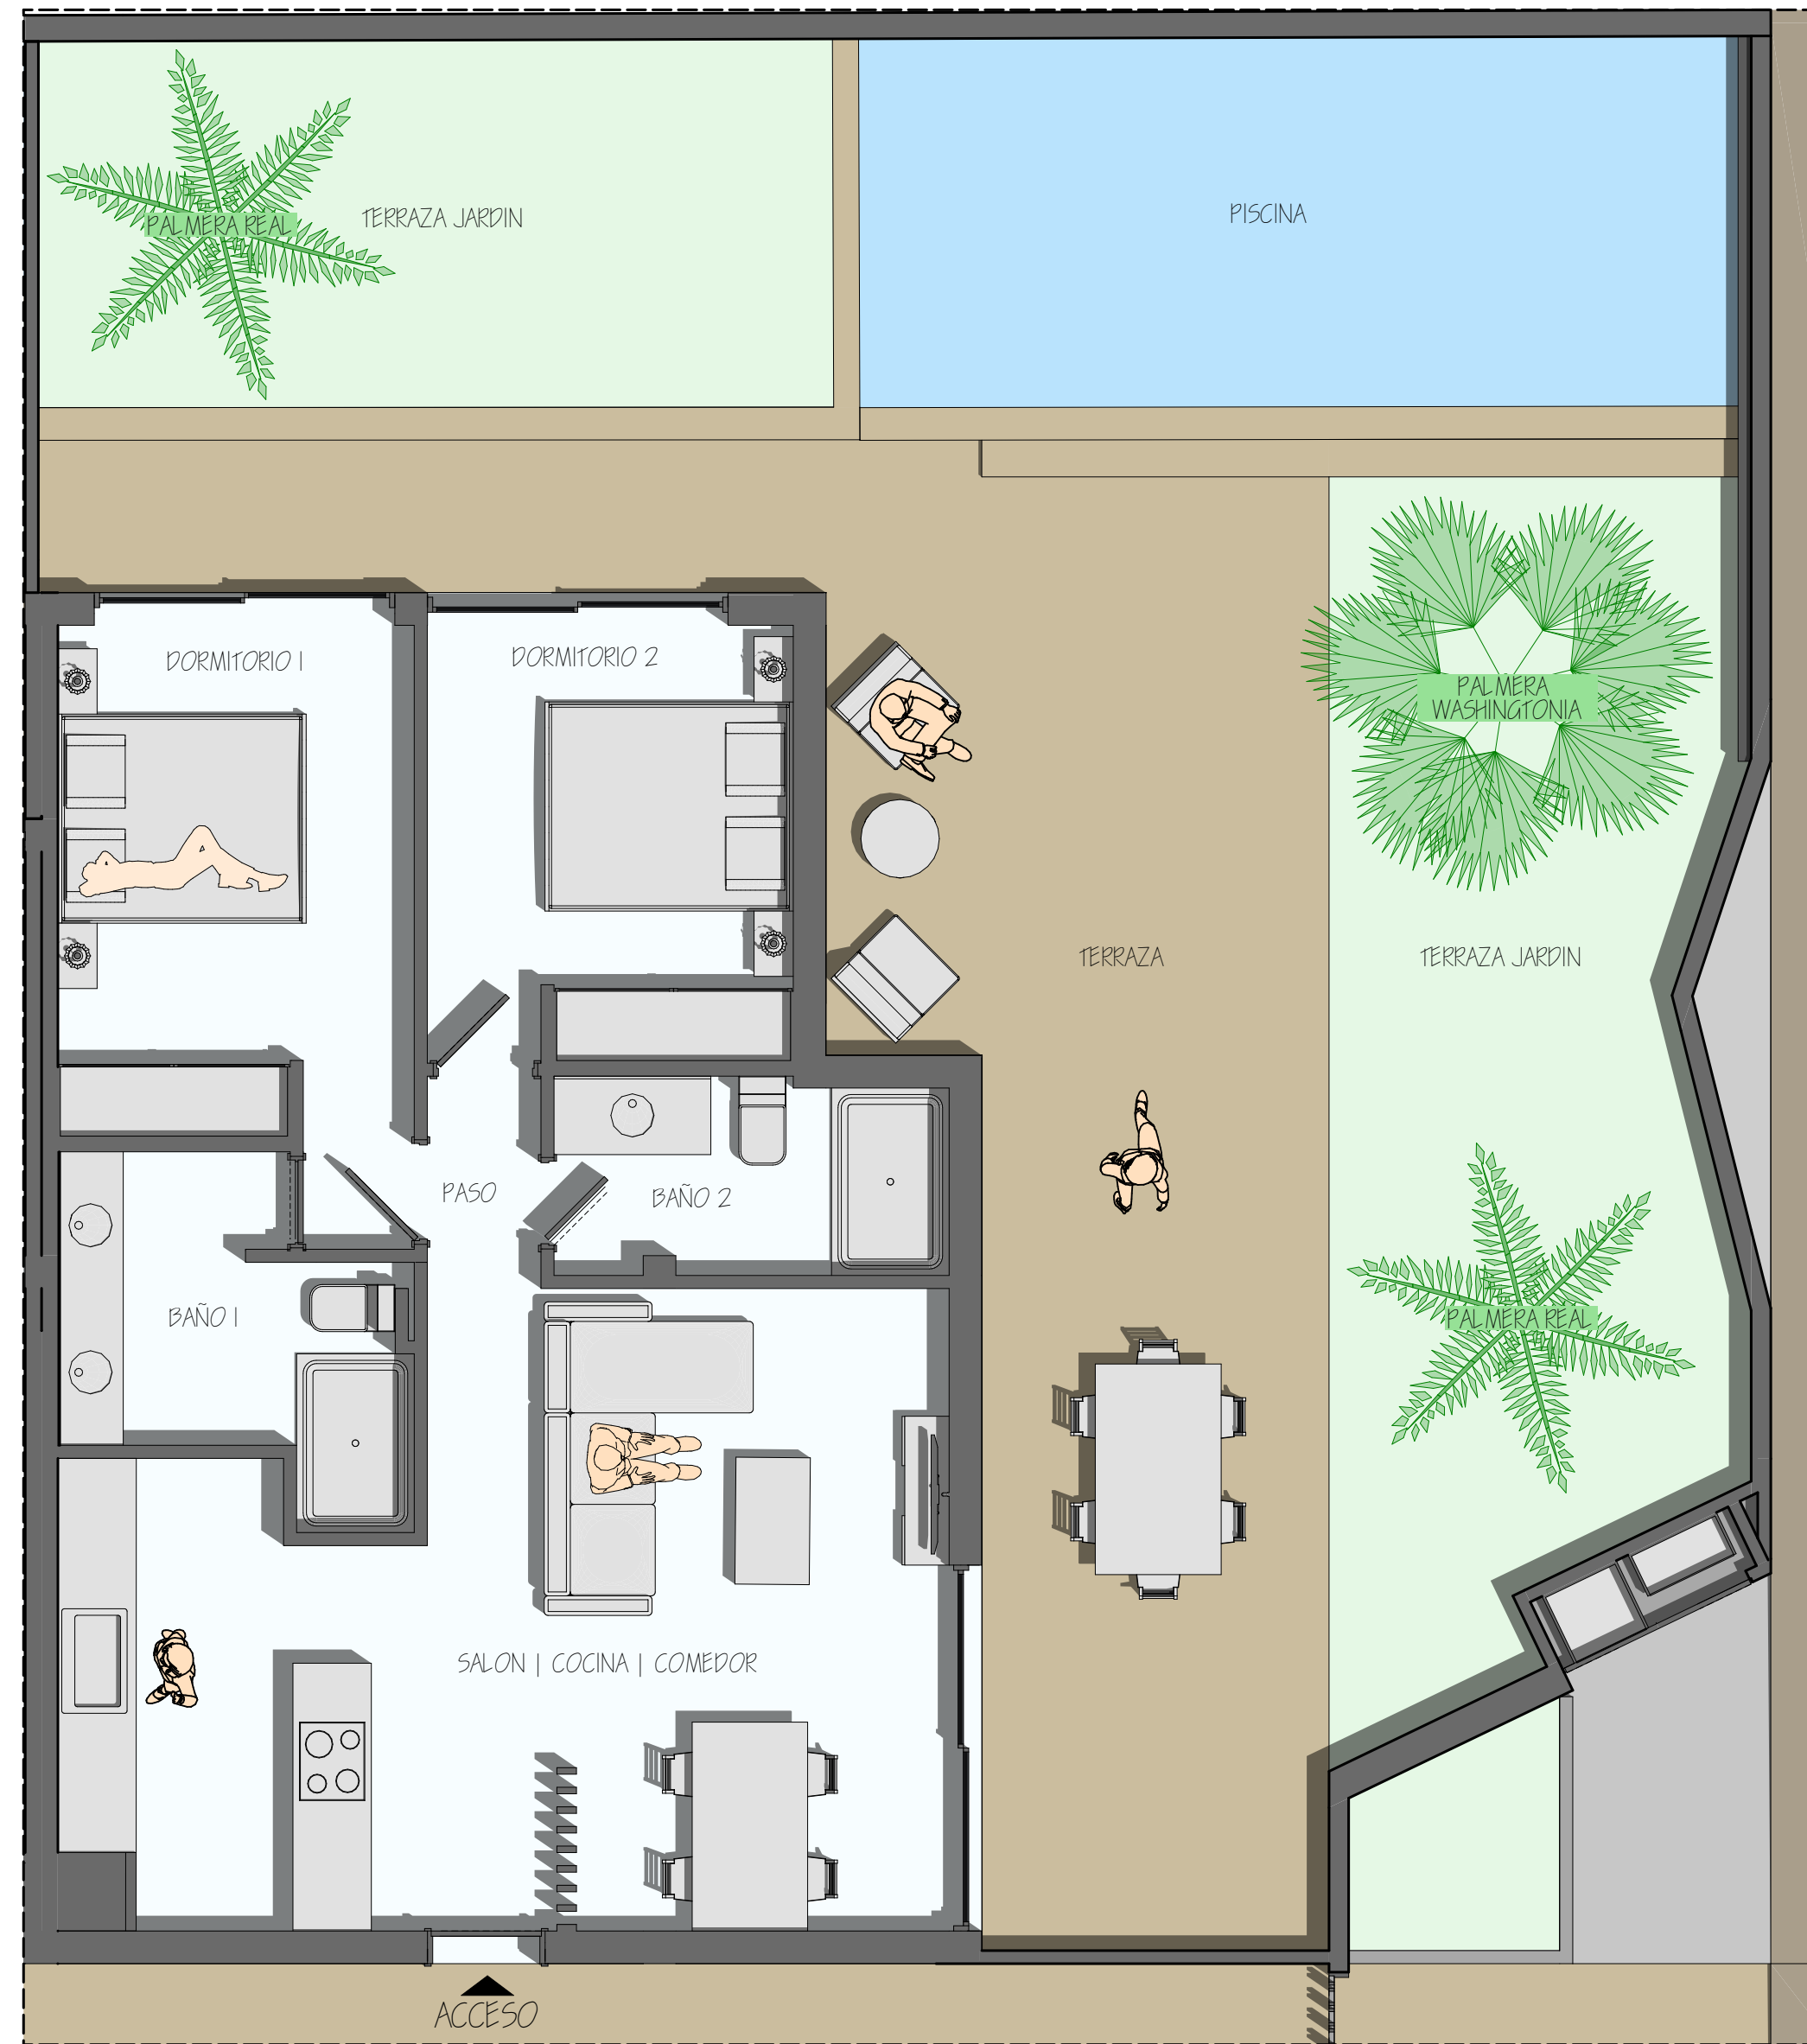 PALMERA REAL
TERRAZA JARDIN
PISCINA
DORMITORIO 1
DORMITORIO 2
PALMERA
WASHINGTONIA
TERRAZA
TERRAZA JARDIN
PASO
BAÑO 2
BAÑO 1
PALMERA REAL
SALON | COCINA | COMEDOR
ACCESO